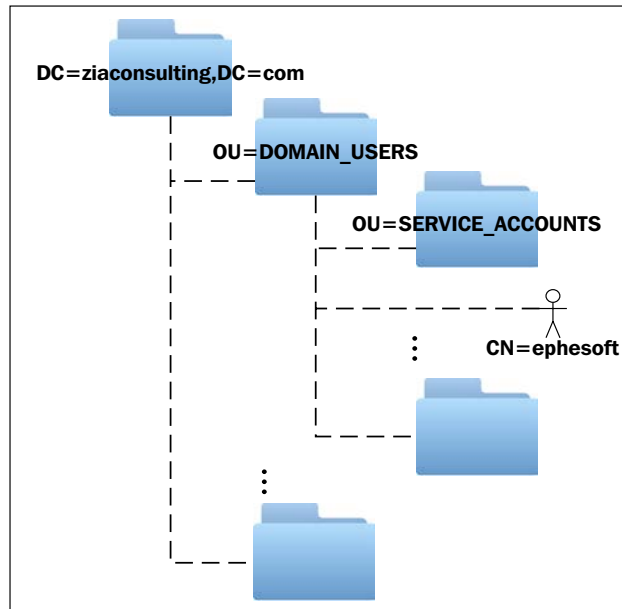 DC=ziaconsulting,DC=com
OU=DOMAIN_USERS
OU=SERVICE_ACCOUNTS
CN=ephesoft